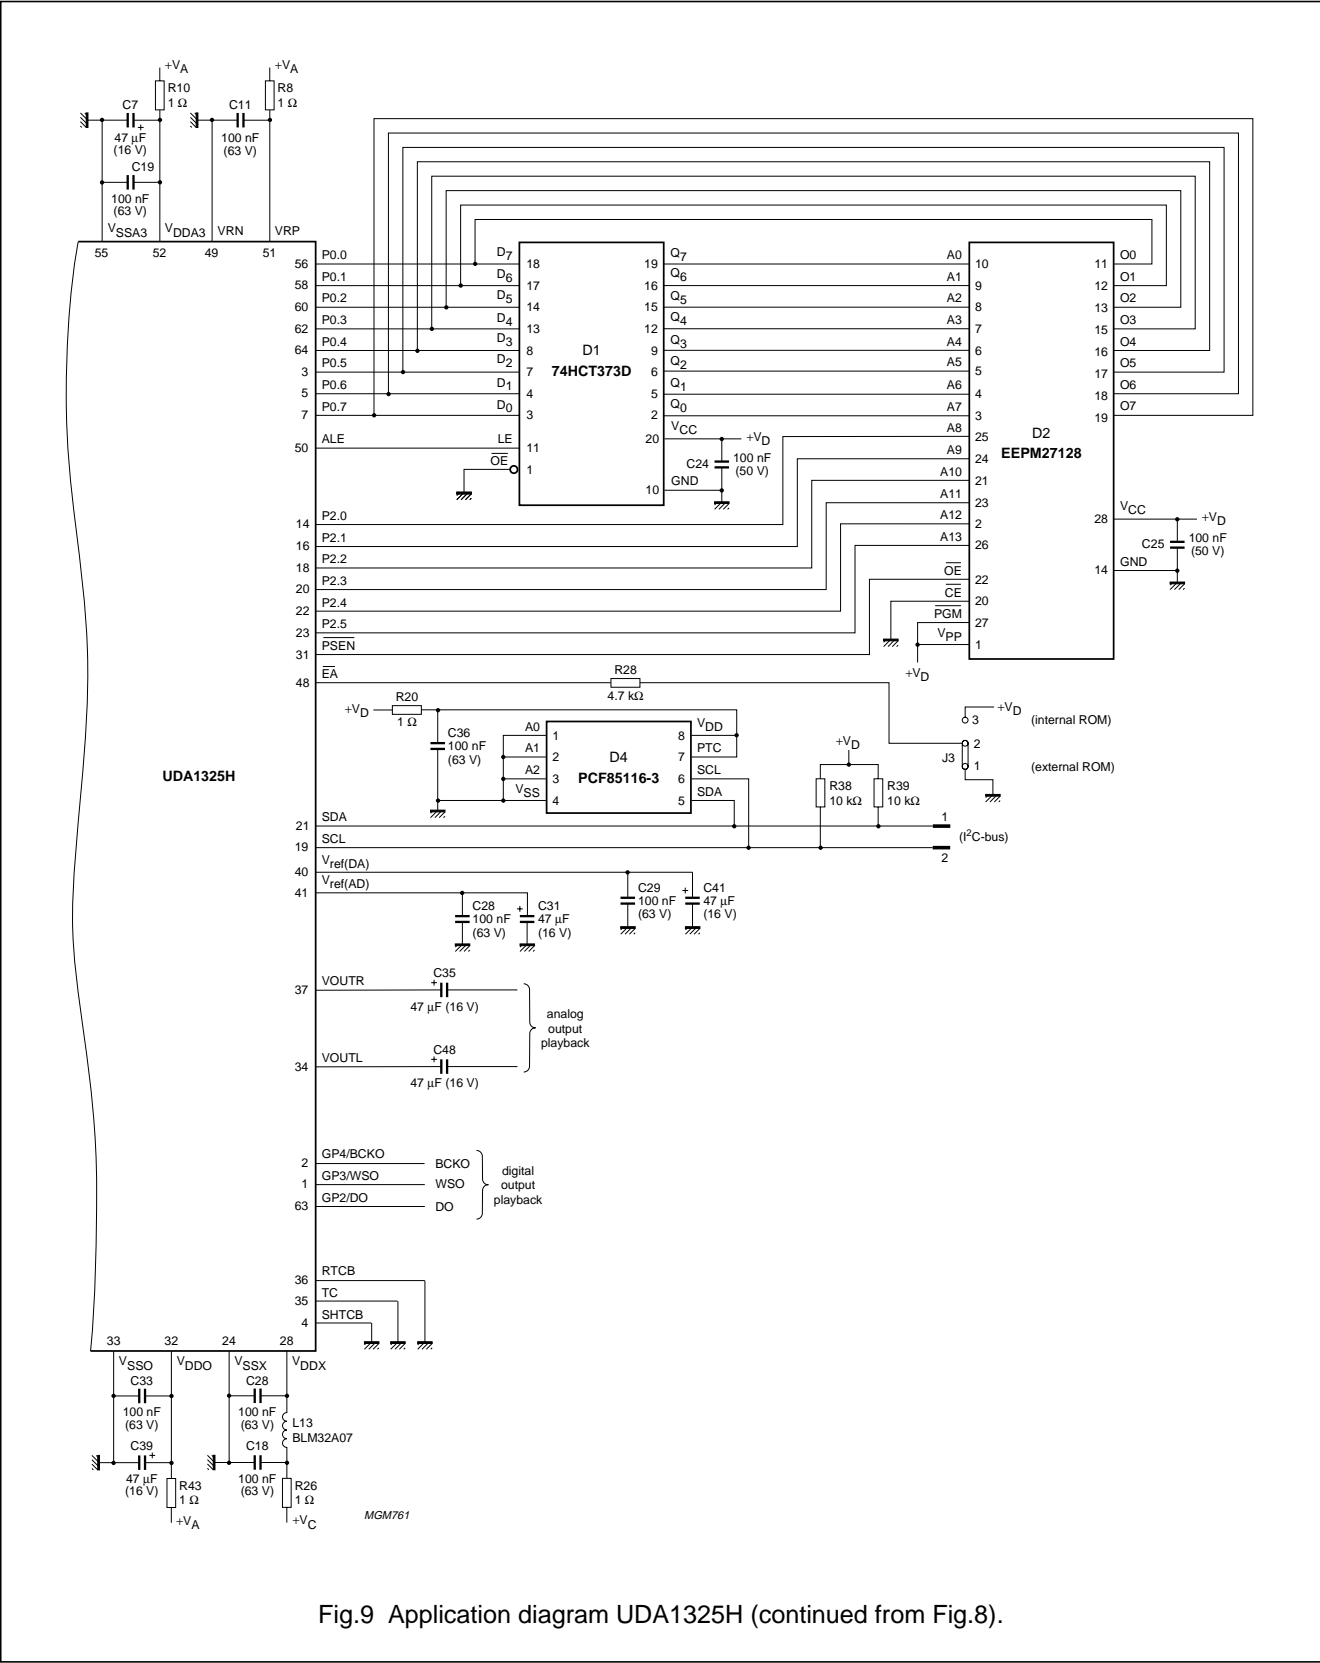 +VA
R10
1 Ω
C7
+
47 μF
(16 V)
C19
100 nF
(63 V)
+VA
R8
1 Ω
C11
100 nF
(63 V)
VSSA3
VDDA3
VRN
VRP
55
52
49
51
UDA1325H
56 P0.0
58 P0.1
60 P0.2
62 P0.3
64 P0.4
3 P0.5
5 P0.6
7 P0.7
50 ALE
14 P2.0
16 P2.1
18 P2.2
20 P2.3
22 P2.4
23 P2.5
31 PSEN
48 EA
D7 18
D6 17
D5 14
D4 13
D3 8
D2 7
D1 4
D0 3
LE 11
OE 1
D1
74HCT373D
19 Q7
16 Q6
15 Q5
12 Q4
9 Q3
6 Q2
5 Q1
2 Q0
20 VCC
10 GND
+VD
C24
100 nF
(50 V)
A0 10
A1 9
A2 8
A3 7
A4 6
A5 5
A6 4
A7 3
A8 25
A9 24
A10 21
A11 23
A12 2
A13 26
OE 22
CE 20
PGM 27
VPP 1
+VD
D2
EEPM27128
11 O0
12 O1
13 O2
15 O3
16 O4
17 O5
18 O6
19 O7
28 VCC
14 GND
+VD
C25
100 nF
(50 V)
R28
4.7 kΩ
+VD
R20
1 Ω
C36
100 nF
(63 V)
A0 1
A1 2
A2 3
VSS 4
D4
PCF85116-3
8 VDD
7 PTC
6 SCL
5 SDA
+VD
R38
10 kΩ
R39
10 kΩ
3 +VD
(internal ROM)
2
J3
1
(external ROM)
21 SDA
19 SCL
1
(I2C-bus)
2
40 Vref(DA)
41 Vref(AD)
C28
100 nF
(63 V)
+
C31
47 μF
(16 V)
C29
100 nF
(63 V)
+
C41
47 μF
(16 V)
37 VOUTR
C35
+
47 μF (16 V)
34 VOUTL
C48
+
47 μF (16 V)
analog
output
playback
2 GP4/BCKO BCKO
1 GP3/WSO WSO
63 GP2/DO DO
digital
output
playback
36 RTCB
35 TC
4 SHTCB
33
32
24
28
VSSO
VDDO
VSSX
VDDX
C33
100 nF
(63 V)
C39
+
47 μF
(16 V)
R43
1 Ω
+VA
C28
100 nF
(63 V)
L13
BLM32A07
C18
100 nF
(63 V)
R26
1 Ω
+VC
MGM761
Fig.9 Application diagram UDA1325H (continued from Fig.8).